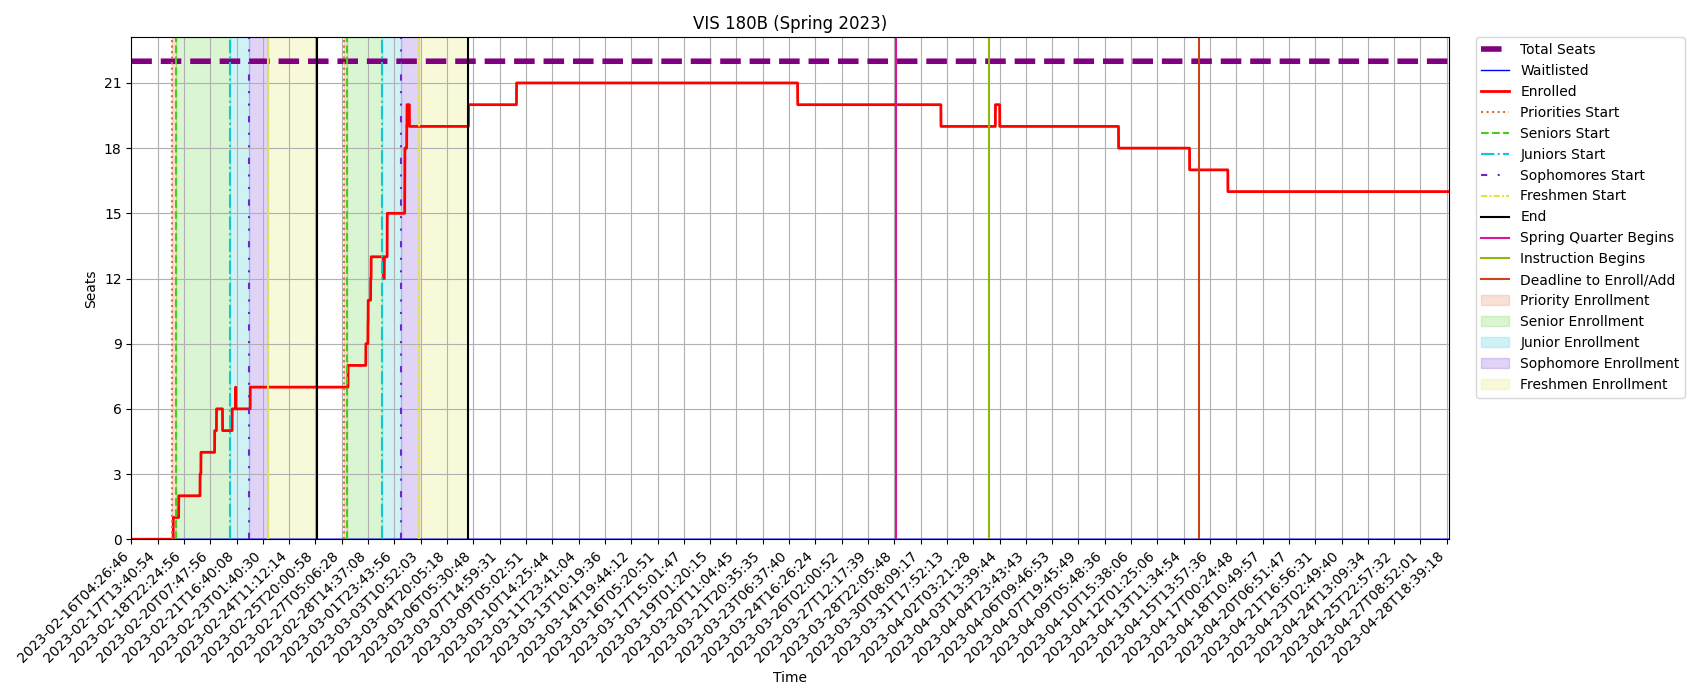 VIS 180B (Spring 2023)
Total Seats
Waitlisted
Enrolled
Priorities Start
Seniors Start
Juniors Start
Sophomores Start
Freshmen Start
End
Spring Quarter Begins
Instruction Begins
Deadline to Enroll/Add
Priority Enrollment
Senior Enrollment
Junior Enrollment
Sophomore Enrollment
Freshmen Enrollment
Seats
21
18
15
12
9
6
3
0
2023-02-16T04:26:46
2023-02-17T13:40:54
2023-02-18T22:24:56
2023-02-20T07:47:56
2023-02-21T16:40:08
2023-02-23T01:40:30
2023-02-24T11:12:14
2023-02-25T20:00:58
2023-02-27T05:06:28
2023-02-28T14:37:08
2023-03-01T23:43:56
2023-03-03T10:52:03
2023-03-04T20:05:18
2023-03-06T05:30:48
2023-03-07T14:59:31
2023-03-09T05:02:51
2023-03-10T14:25:44
2023-03-11T23:41:04
2023-03-13T10:19:36
2023-03-14T19:44:12
2023-03-16T05:20:51
2023-03-17T15:01:47
2023-03-19T01:20:15
2023-03-20T11:04:45
2023-03-21T20:35:35
2023-03-23T06:37:40
2023-03-24T16:26:24
2023-03-26T02:00:52
2023-03-27T12:17:39
2023-03-28T22:05:48
2023-03-30T08:09:17
2023-03-31T17:52:13
2023-04-02T03:21:28
2023-04-03T13:39:44
2023-04-04T23:43:43
2023-04-06T09:46:53
2023-04-07T19:45:49
2023-04-09T05:48:36
2023-04-10T15:38:06
2023-04-12T01:25:06
2023-04-13T11:34:54
2023-04-15T13:57:36
2023-04-17T00:24:48
2023-04-18T10:49:57
2023-04-20T06:51:47
2023-04-21T16:56:31
2023-04-23T02:49:40
2023-04-24T13:09:34
2023-04-25T22:57:32
2023-04-27T08:52:01
2023-04-28T18:39:18
Time